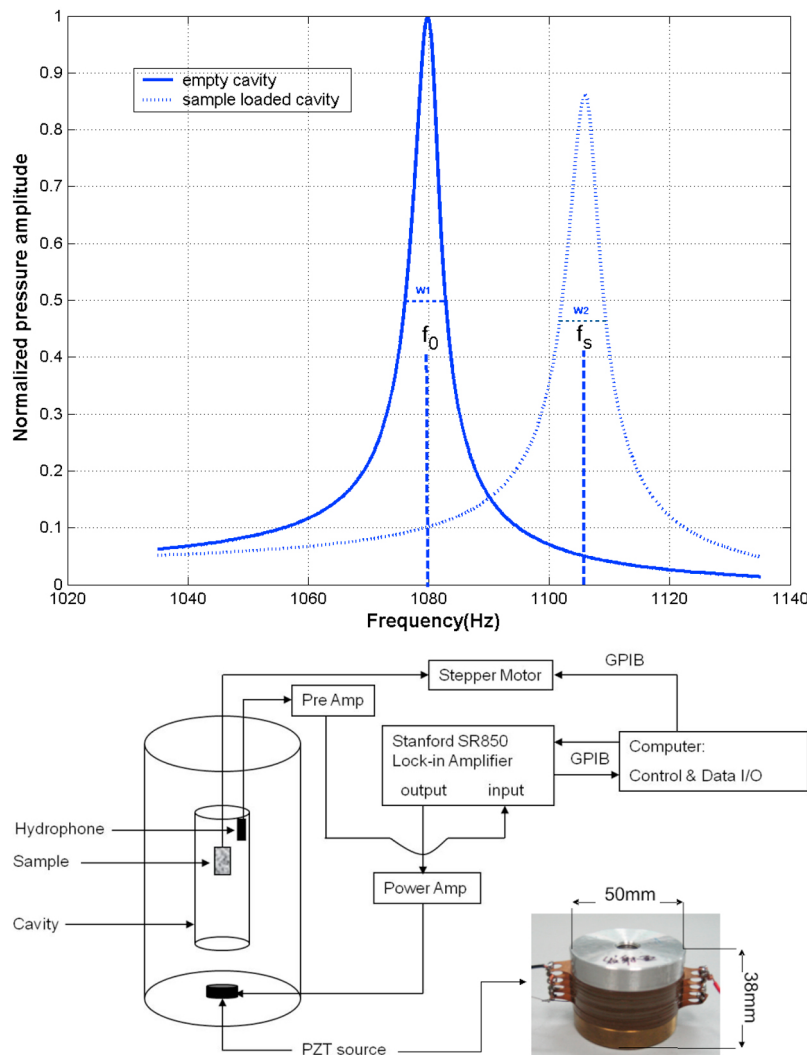 1
0.9
0.8
0.7
0.6
0.5
0.4
0.3
0.2
0.1
0
Normalized pressure amplitude
empty cavity
sample loaded cavity
W1
f0
W2
fs
1020
1040
1060
1080
1100
1120
1140
Frequency(Hz)
GPIB
Stepper Motor
Pre Amp
Stanford SR850
Lock-in Amplifier
output
input
GPIB
Computer:
Control & Data I/O
Hydrophone
Sample
Cavity
Power Amp
50mm
38mm
PZT source